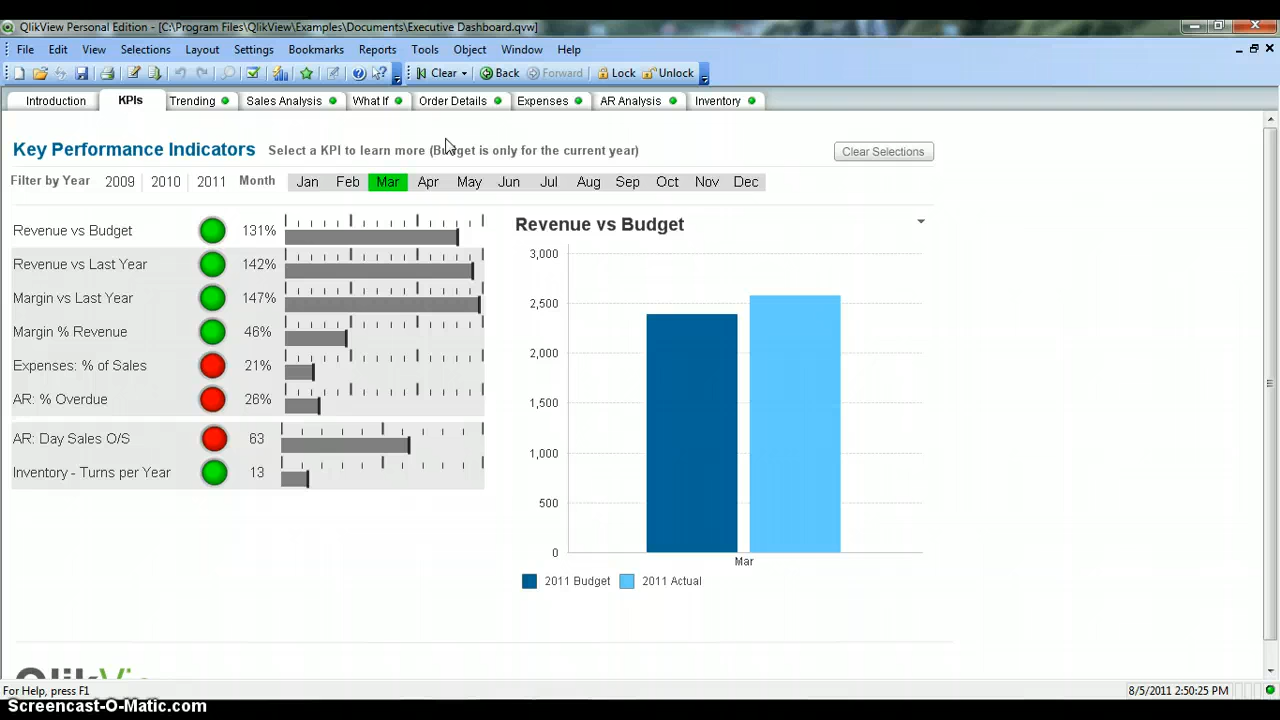 QlikView Personal Edition - [C:\Program Files\QlikView\Examples\Documents\Executive Dashboard.qvw]
File Edit View Selections Layout Settings Bookmarks Reports Tools Object Window Help
Clear Back Forward Lock Unlock
Introduction KPIs Trending Sales Analysis What If Order Details Expenses AR Analysis Inventory
Key Performance Indicators Select a KPI to learn more (Budget is only for the current year) Clear Selections
Filter by Year 2009 2010 2011 Month Jan Feb Mar Apr May Jun Jul Aug Sep Oct Nov Dec
Revenue vs Budget 131%
Revenue vs Last Year 142%
Margin vs Last Year 147%
Margin % Revenue 46%
Expenses: % of Sales 21%
AR: % Overdue 26%
AR: Day Sales O/S 63
Inventory - Turns per Year 13
Revenue vs Budget
3,000
2,500
2,000
1,500
1,000
500
0
Mar
2011 Budget 2011 Actual
QlikVi
For Help, press F1 8/5/2011 2:50:25 PM
Screencast-O-Matic.com